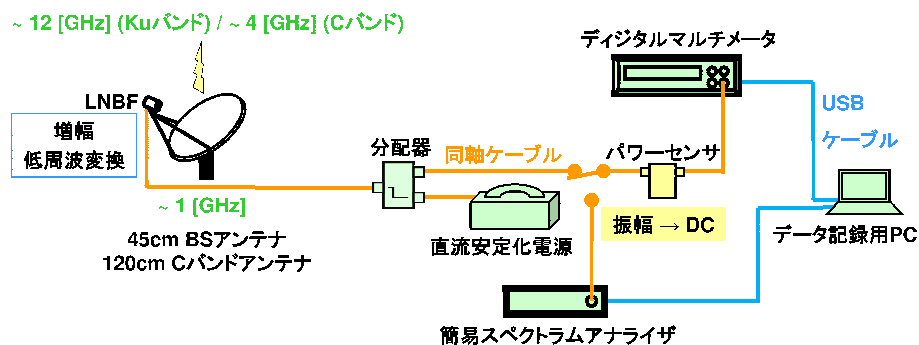 ~ 12 [GHz] (Kuバンド) / ~ 4 [GHz] (Cバンド)
ディジタルマルチメータ
LNBF
増幅
低周波変換
分配器
同軸ケーブル
パワーセンサ
USB
ケーブル
~ 1 [GHz]
45cm BSアンテナ
120cm Cバンドアンテナ
直流安定化電源
振幅 → DC
データ記録用PC
簡易スペクトラムアナライザ